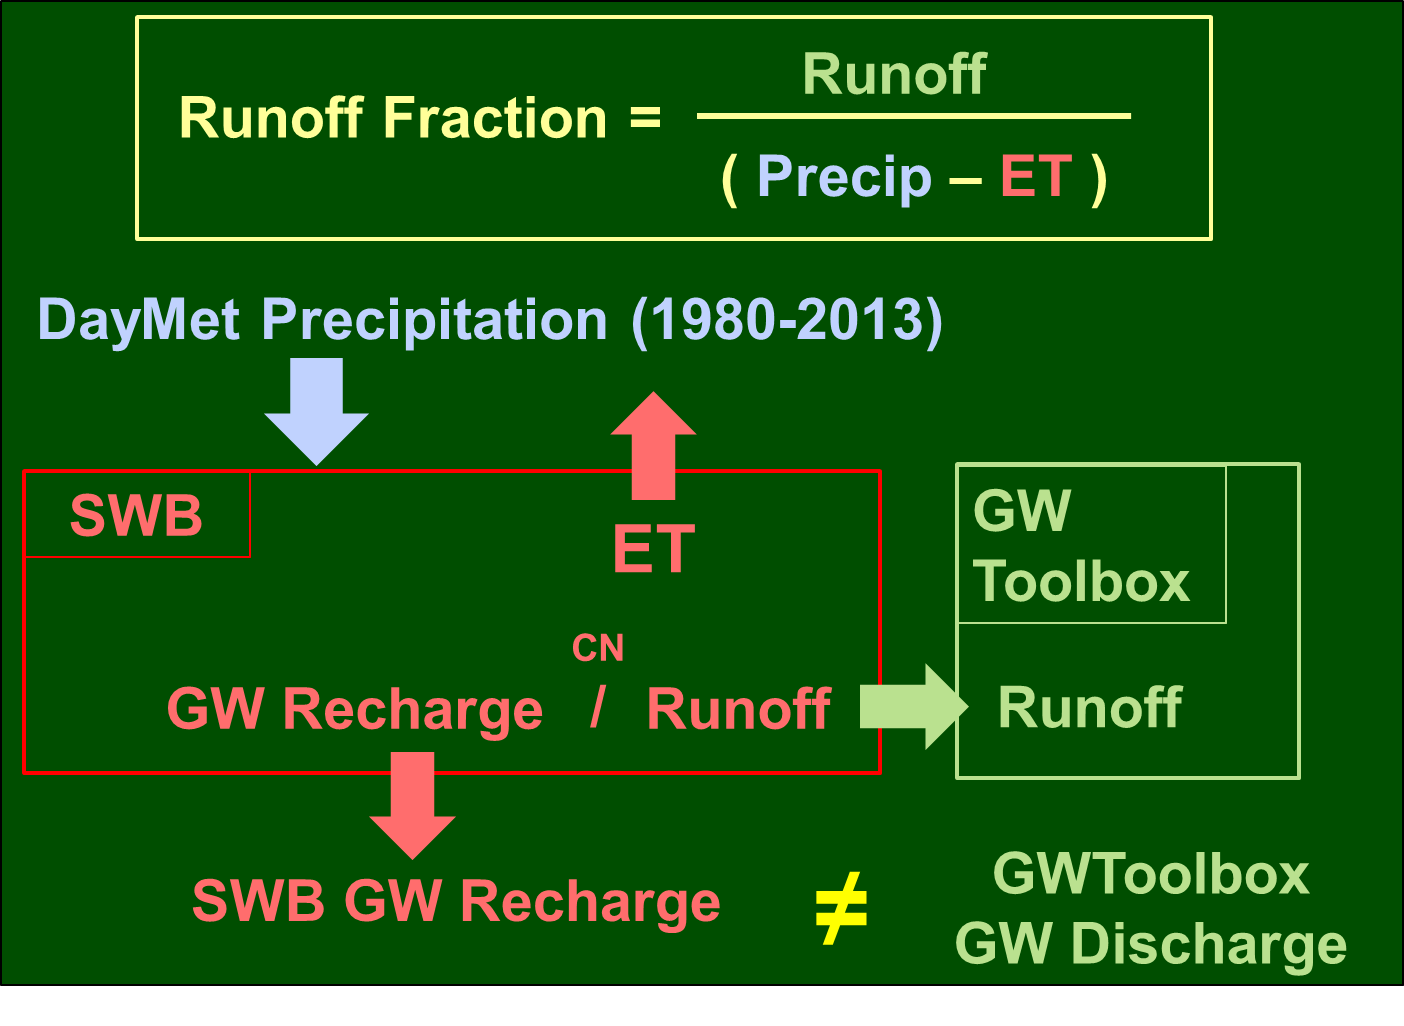 Runoff
Runoff Fraction =
( Precip – ET )
DayMet Precipitation (1980-2013)
SWB
ET
CN
GW Recharge / Runoff
GW
Toolbox
Runoff
SWB GW Recharge
≠
GWToolbox
GW Discharge